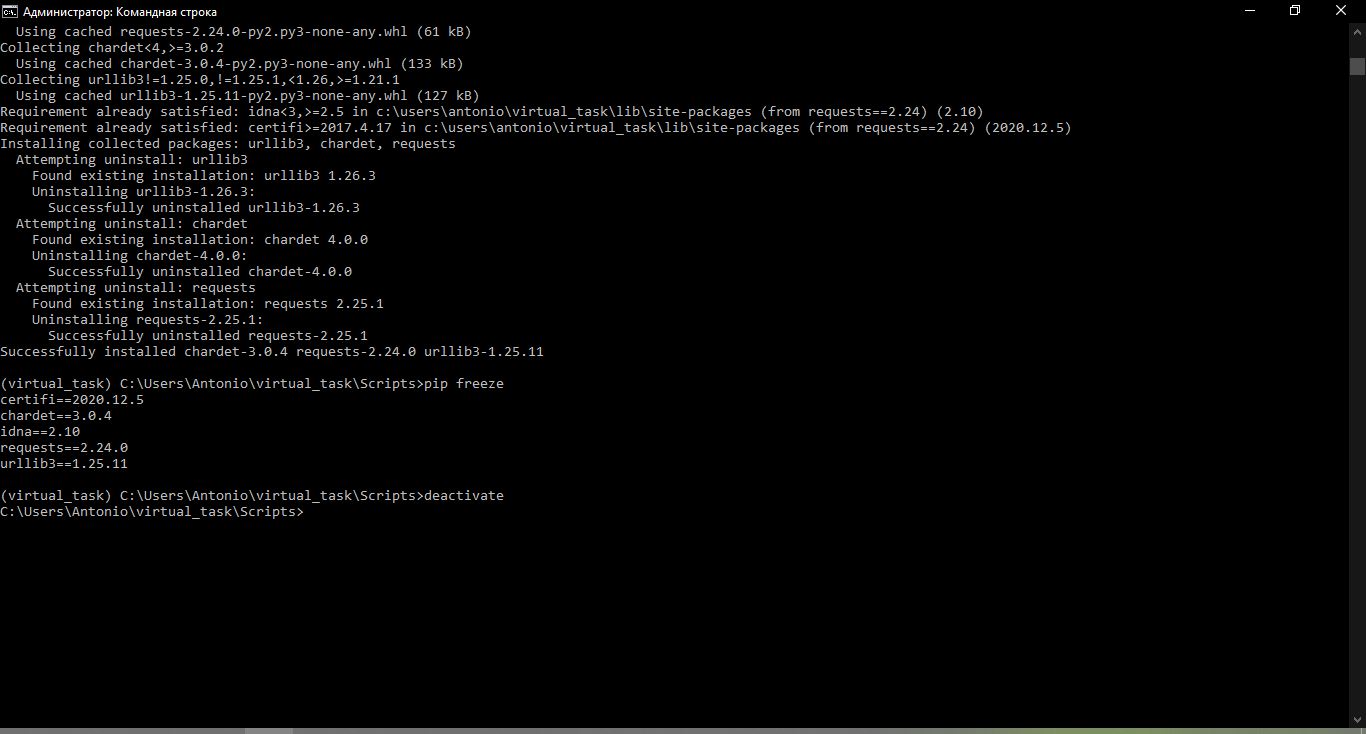 Администратор: Командная строка
Using cached requests-2.24.0-py2.py3-none-any.whl (61 kB)
Collecting chardet<4,>=3.0.2
Using cached chardet-3.0.4-py2.py3-none-any.whl (133 kB)
Collecting urllib3!=1.25.0,!=1.25.1,<1.26,>=1.21.1
Using cached urllib3-1.25.11-py2.py3-none-any.whl (127 kB)
Requirement already satisfied: idna<3,>=2.5 in c:\users\antonio\virtual_task\lib\site-packages (from requests==2.24) (2.10)
Requirement already satisfied: certifi>=2017.4.17 in c:\users\antonio\virtual_task\lib\site-packages (from requests==2.24) (2020.12.5)
Installing collected packages: urllib3, chardet, requests
Attempting uninstall: urllib3
Found existing installation: urllib3 1.26.3
Uninstalling urllib3-1.26.3:
Successfully uninstalled urllib3-1.26.3
Attempting uninstall: chardet
Found existing installation: chardet 4.0.0
Uninstalling chardet-4.0.0:
Successfully uninstalled chardet-4.0.0
Attempting uninstall: requests
Found existing installation: requests 2.25.1
Uninstalling requests-2.25.1:
Successfully uninstalled requests-2.25.1
Successfully installed chardet-3.0.4 requests-2.24.0 urllib3-1.25.11
(virtual_task) C:\Users\Antonio\virtual_task\Scripts>pip freeze
certifi==2020.12.5
chardet==3.0.4
idna==2.10
requests==2.24.0
urllib3==1.25.11
(virtual_task) C:\Users\Antonio\virtual_task\Scripts>deactivate
C:\Users\Antonio\virtual_task\Scripts>